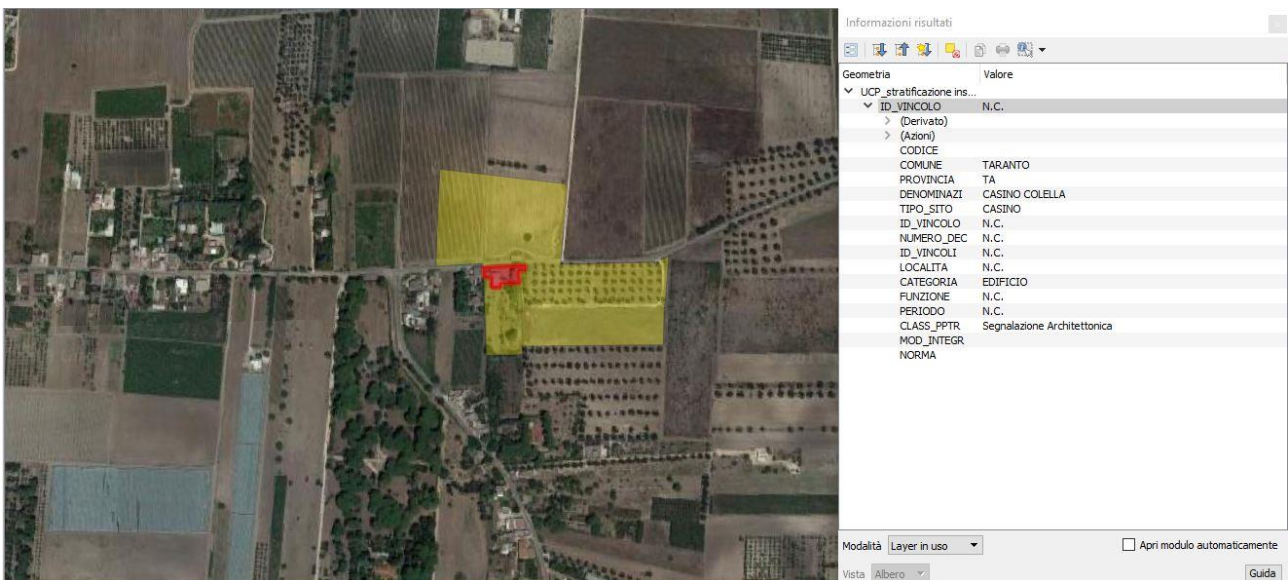 Informazioni risultati
Geometria Valore
UCP_stratificazione ins...
ID_VINCOLO N.C.
(Derivato)
(Azioni)
CODICE
COMUNE TARANTO
PROVINCIA TA
DENOMINAZI CASINO COLELLA
TIPO_SITO CASINO
ID_VINCOLO N.C.
NUMERO_DEC N.C.
ID_VINCOLI N.C.
LOCALITA N.C.
CATEGORIA EDIFICIO
FUNZIONE N.C.
PERIODO N.C.
CLASS_PPTR Segnalazione Architettonica
MOD_INTEGR
NORMA
Modalità Layer in uso Apri modulo automaticamente
Vista Albero Guida